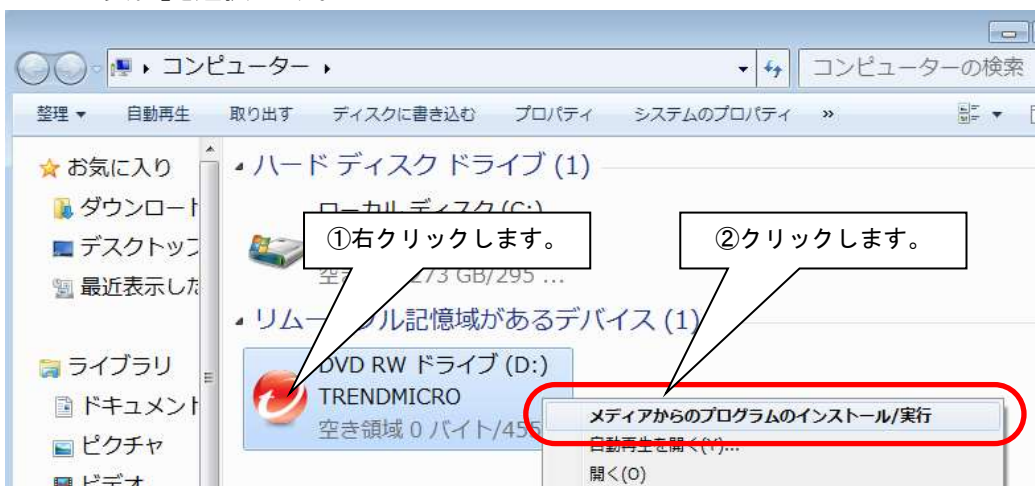 コンピューター
コンピューターの検索
整理 自動再生 取り出す ディスクに書き込む プロパティ システムのプロパティ »
お気に入り
ダウンロード
デスクトップ
最近表示した
ライブラリ
ドキュメント
ピクチャ
ビデオ
ハード ディスク ドライブ (1)
ローカル ディスク (C:)
①右クリックします。
②クリックします。
273 GB/295 ...
リムーバブル記憶域があるデバイス (1)
DVD RW ドライブ (D:)
TRENDMICRO
空き領域 0 バイト/455
メディアからのプログラムのインストール/実行
自動再生を開く(Y)...
開く(O)